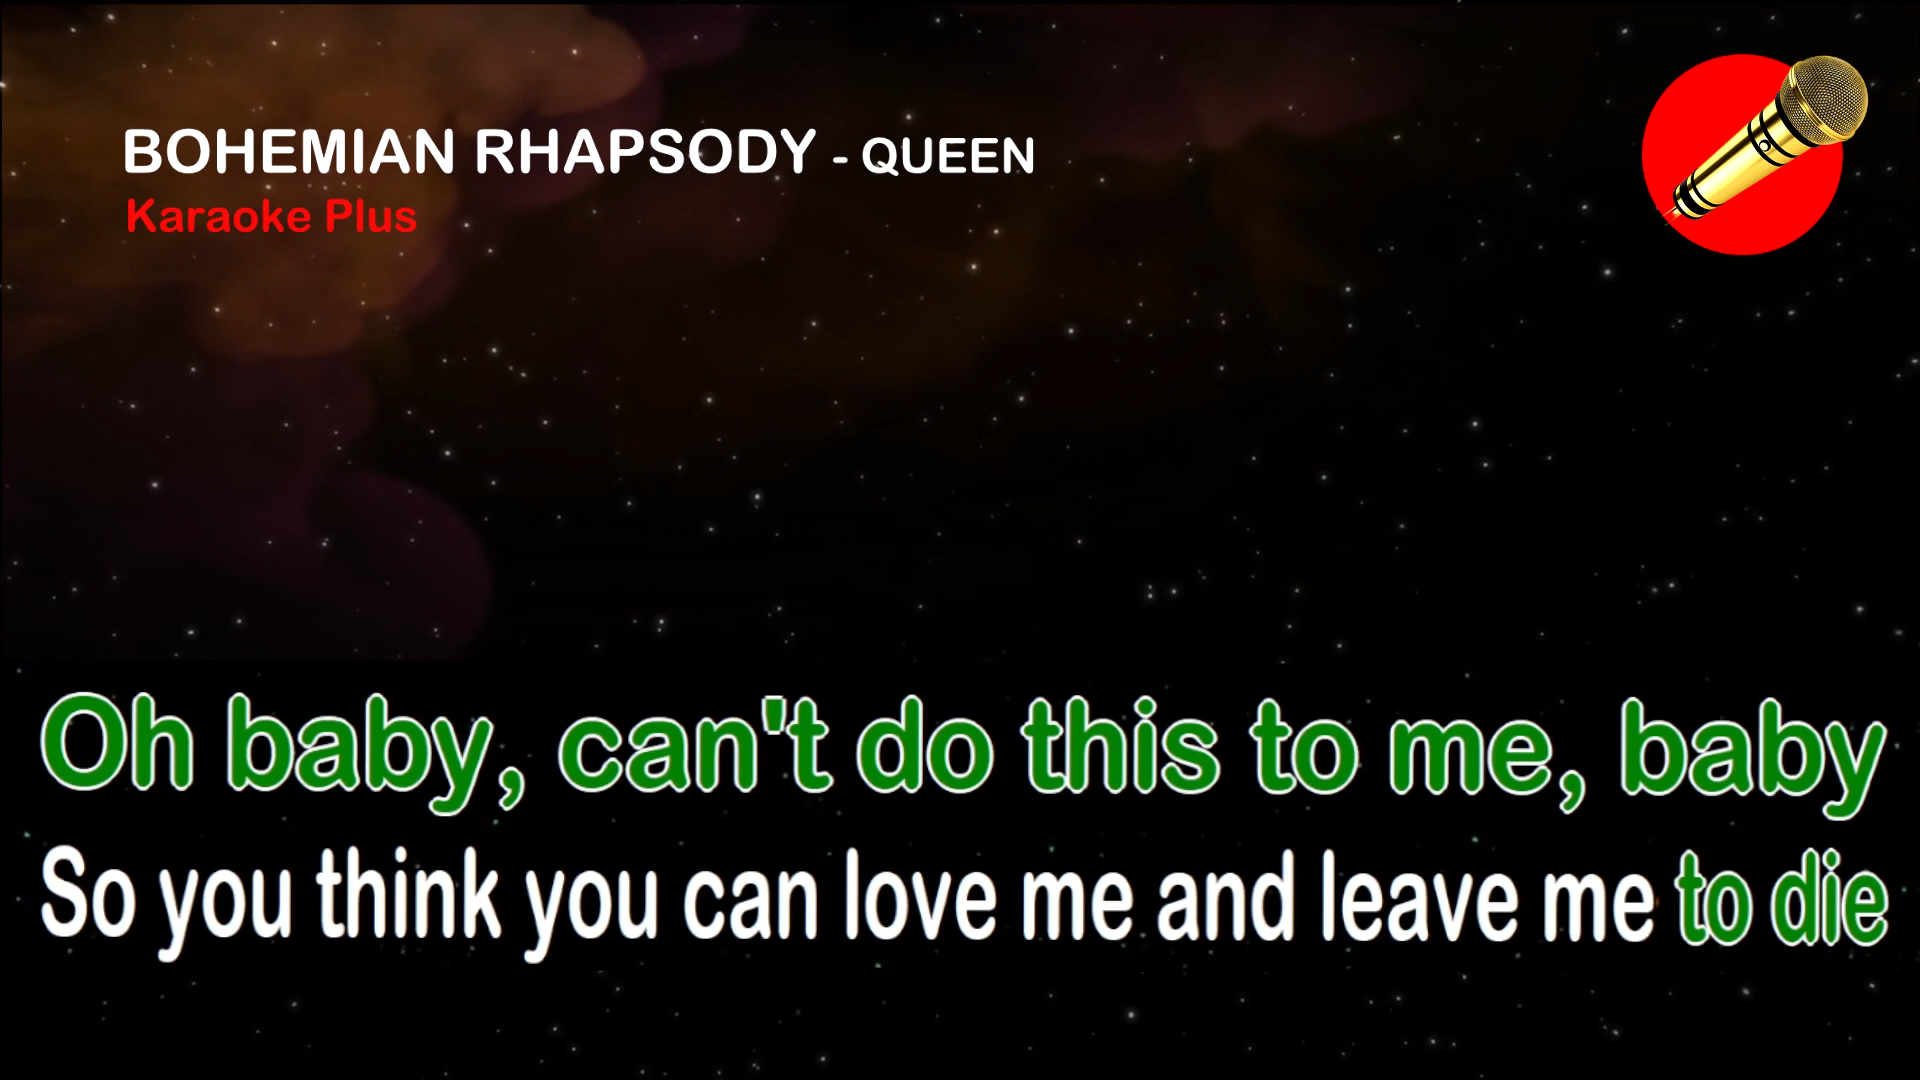 BOHEMIAN RHAPSODY - QUEEN
Karaoke Plus
Oh baby, can't do this to me, baby
So you think you can love me and leave me to die